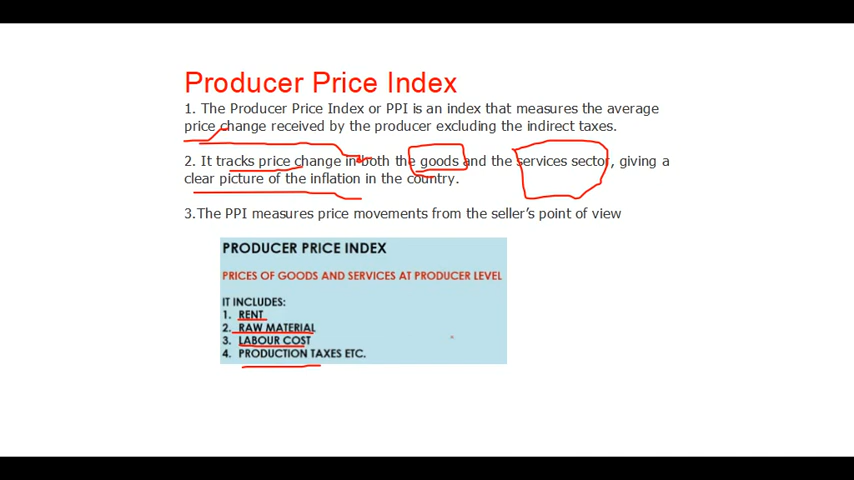 Producer Price Index
1. The Producer Price Index or PPI is an index that measures the average
price change received by the producer excluding the indirect taxes.
2. It tracks price change in both the goods and the services sector, giving a
clear picture of the inflation in the country.
3.The PPI measures price movements from the seller's point of view
PRODUCER PRICE INDEX
PRICES OF GOODS AND SERVICES AT PRODUCER LEVEL
IT INCLUDES:
1. RENT
2. RAW MATERIAL
3. LABOUR COST
4. PRODUCTION TAXES ETC.